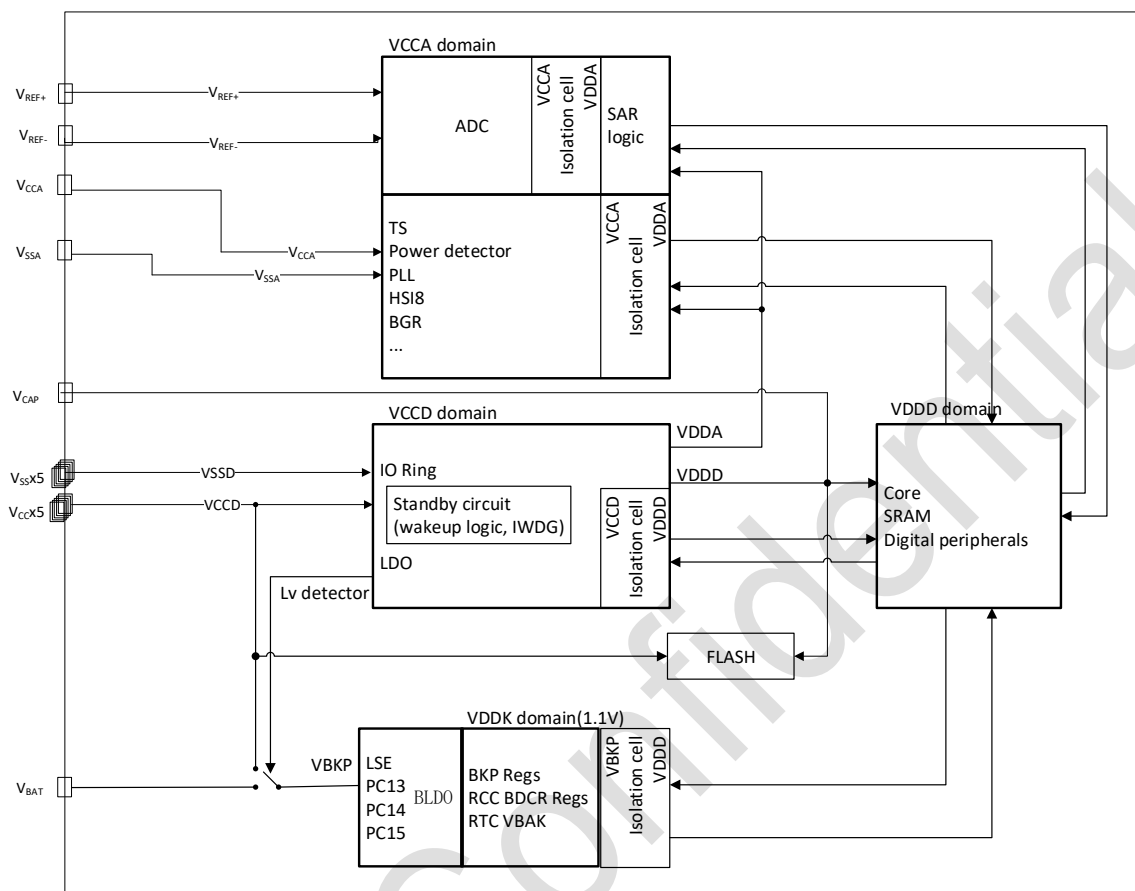 VCCA domain
VREF+
VREF+
VREF-
VREF-
VCCA
VCCA
VSSA
VSSA
ADC
VCCA
Isolation cell
VDDA
SAR
logic
TS
Power detector
PLL
HSI8
BGR
...
VCCA
Isolation cell
VDDA
VCAP
VCCD domain
VDDA
VDDD domain
VSSx5
VSSD
IO Ring
VDDD
VCCx5
VCCD
Standby circuit
(wakeup logic, IWDG)
LDO
Lv detector
VCCD
Isolation cell
VDDD
Core
SRAM
Digital peripherals
FLASH
VDDK domain(1.1V)
VBAT
VBKP
LSE
PC13
PC14
PC15
BLDO
BKP Regs
RCC BDCR Regs
RTC VBAK
VBKP
Isolation cell
VDDD
Confidential